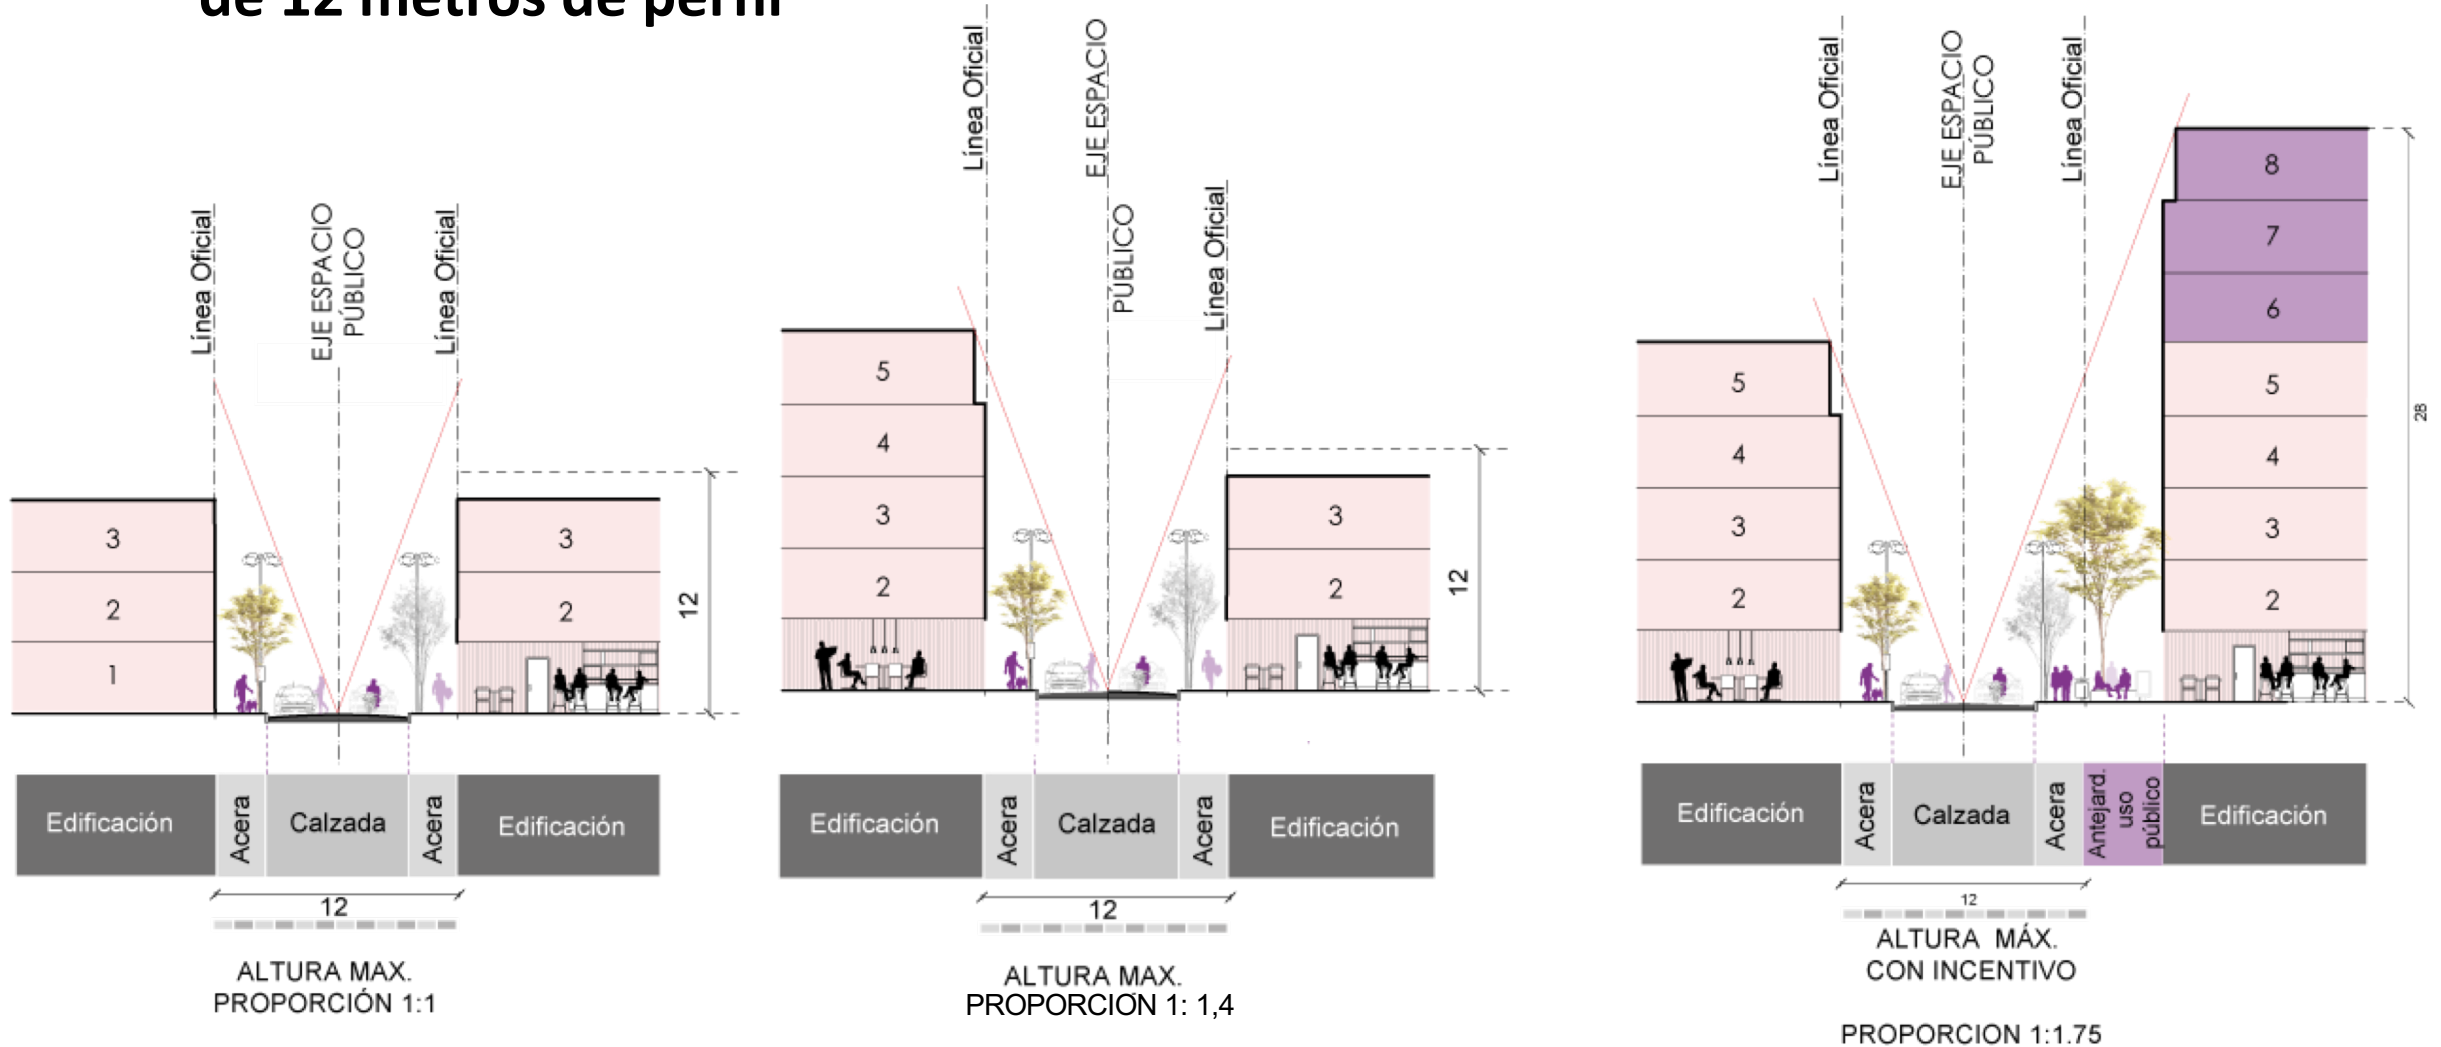 de 12 metros de perfil
Línea Oficial
EJE ESPACIO
PÚBLICO
Línea Oficial
3
2
1
3
2
12
Edificación
Acera
Calzada
Acera
Edificación
12
ALTURA MAX.
PROPORCIÓN 1:1
Línea Oficial
EJE ESPACIO
PÚBLICO
Línea Oficial
5
4
3
2
3
2
12
Edificación
Acera
Calzada
Acera
Edificación
12
ALTURA MAX.
PROPORCIÓN 1: 1,4
Línea Oficial
EJE ESPACIO
PÚBLICO
Línea Oficial
5
4
3
2
8
7
6
5
4
3
2
28
Edificación
Acera
Calzada
Acera
Antejard.
uso
público
Edificación
12
ALTURA MÁX.
CON INCENTIVO
PROPORCION 1:1.75